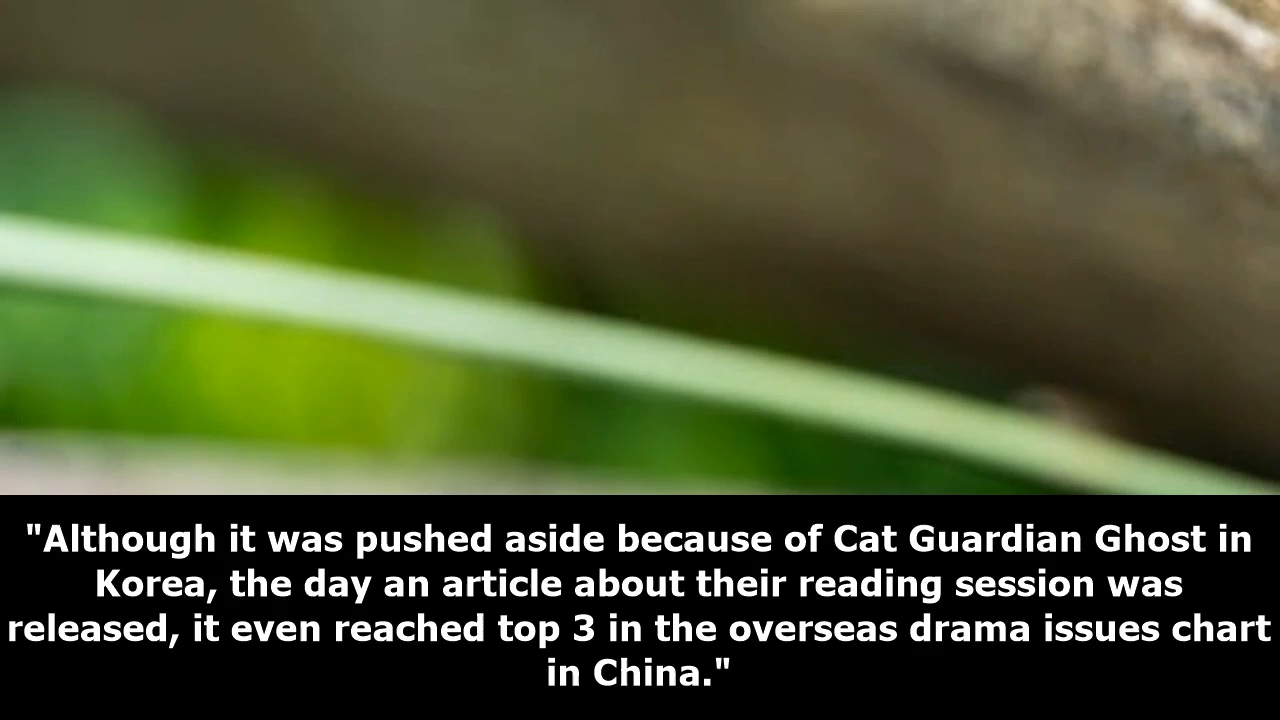 "Although it was pushed aside because of Cat Guardian Ghost in
Korea, the day an article about their reading session was
released, it even reached top 3 in the overseas drama issues chart
in China."